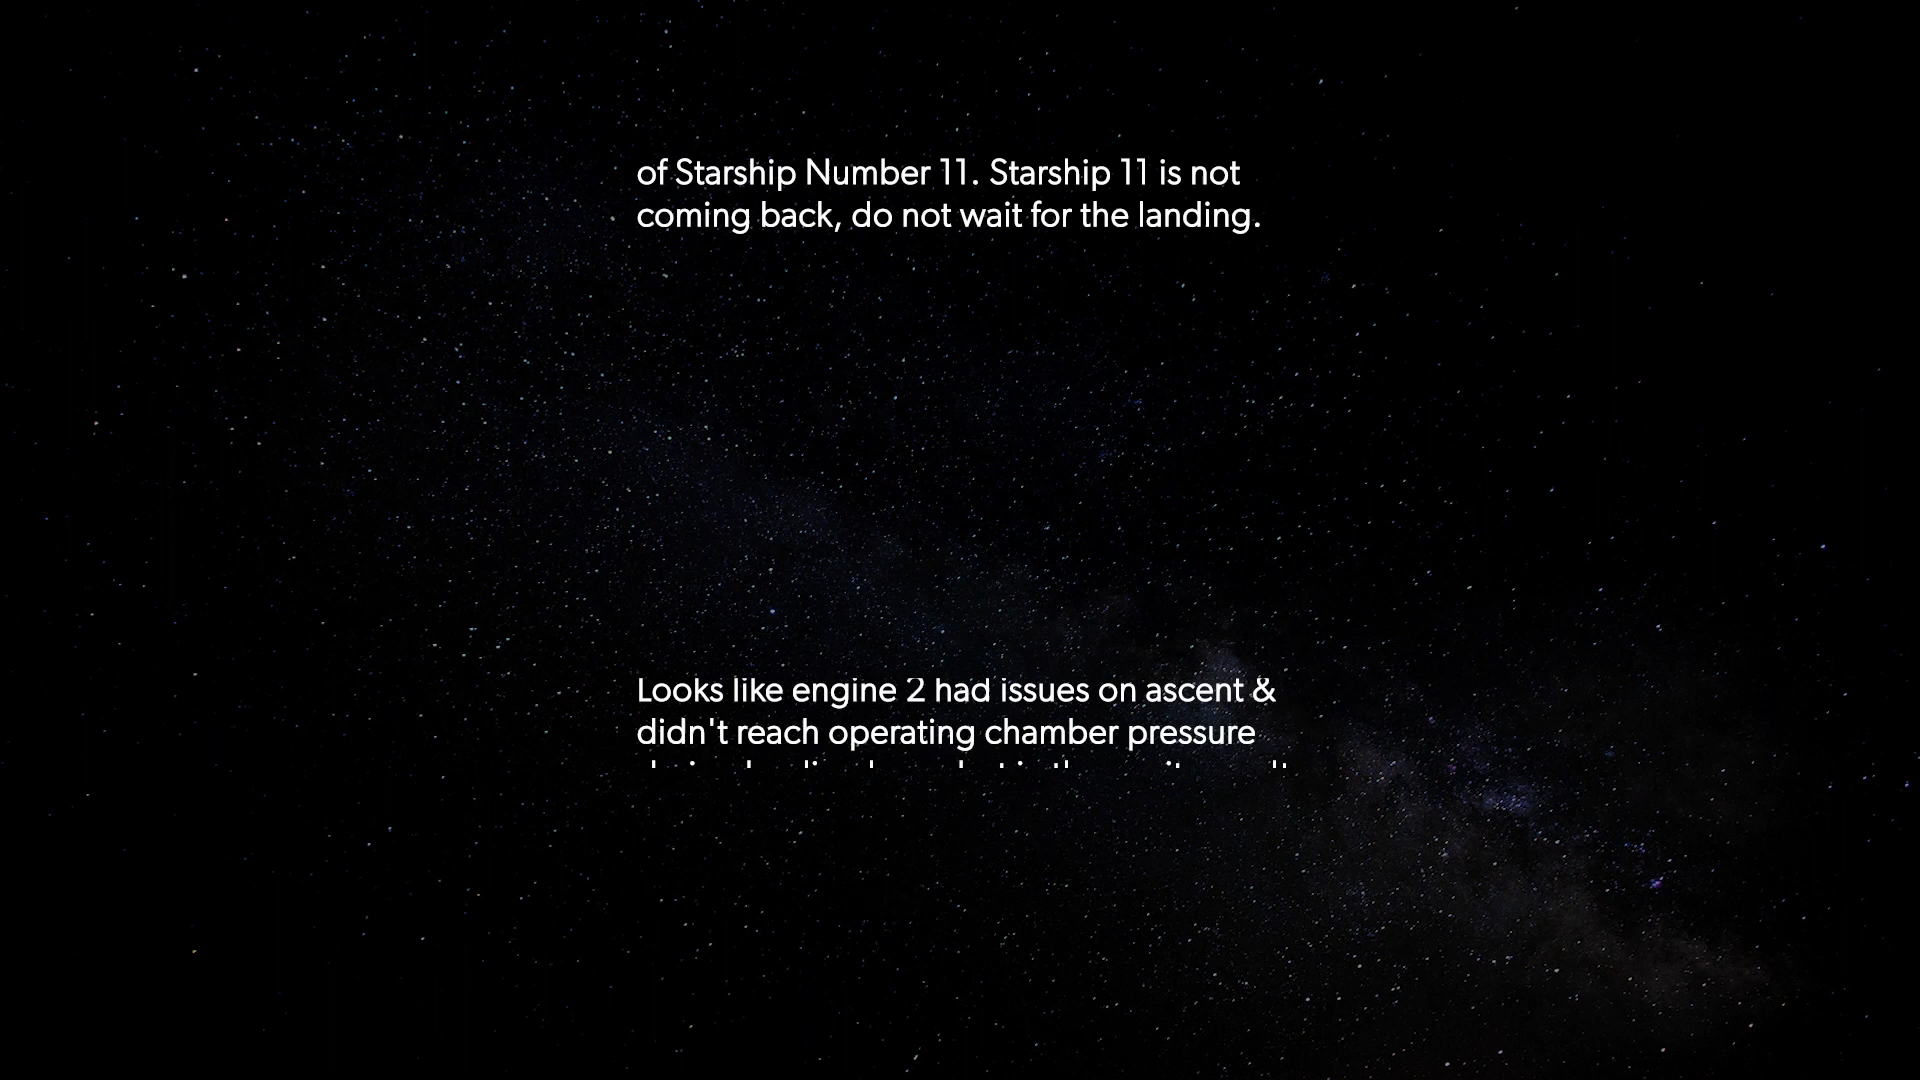 of Starship Number 11. Starship 11 is not
coming back, do not wait for the landing.
Looks like engine 2 had issues on ascent &
didn't reach operating chamber pressure